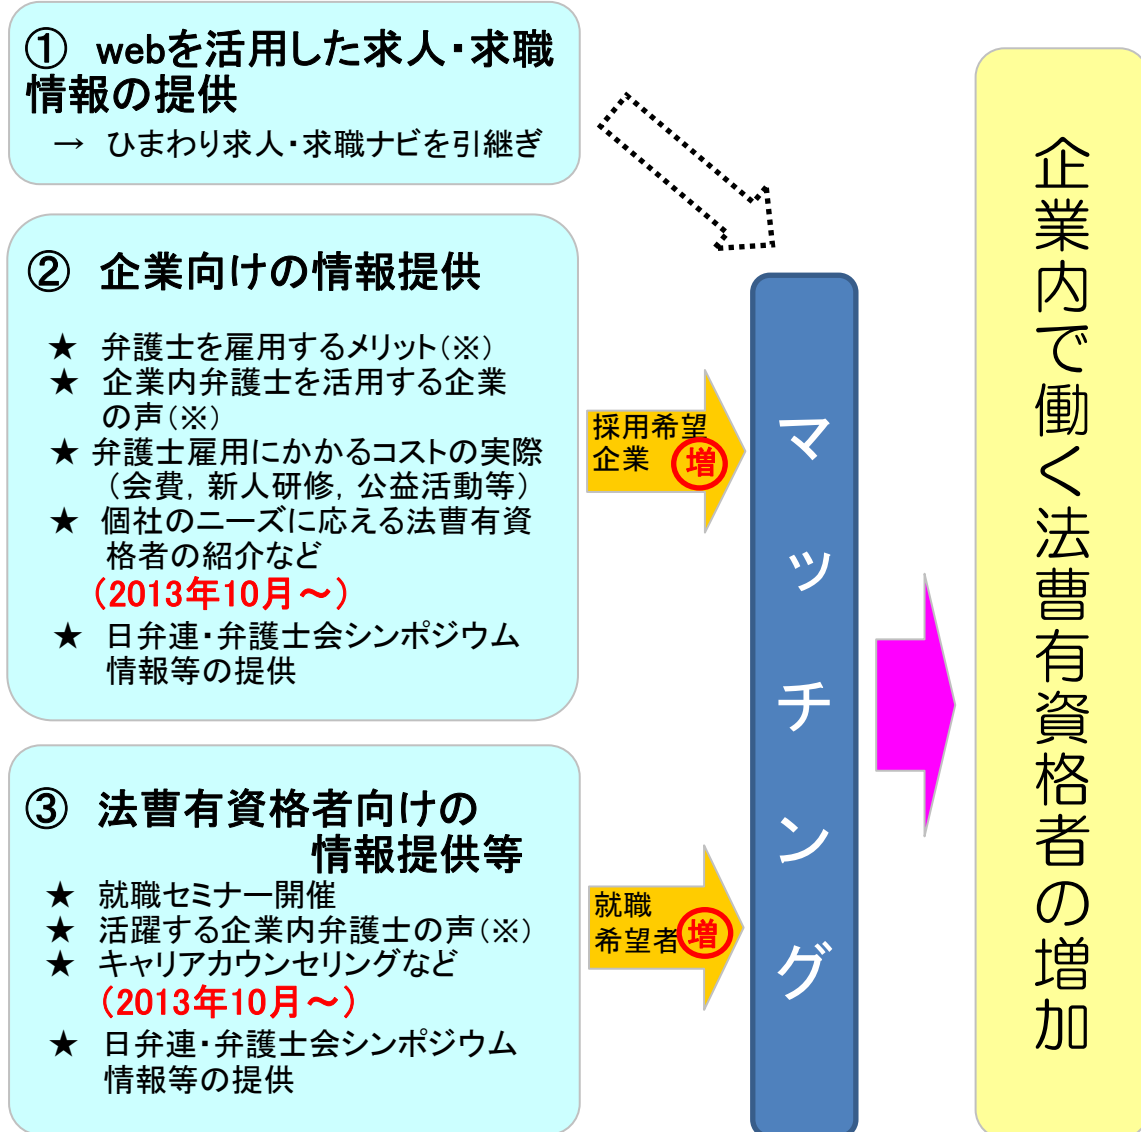 ① webを活用した求人・求職
情報の提供
→ ひまわり求人・求職ナビを引継ぎ
② 企業向けの情報提供
★ 弁護士を雇用するメリット(※)
★ 企業内弁護士を活用する企業
の声(※)
★ 弁護士雇用にかかるコストの実際
(会費, 新人研修, 公益活動等)
★ 個社のニーズに応える法曹有資
格者の紹介など
(2013年10月～)
★ 日弁連・弁護士会シンポジウム
情報等の提供
③ 法曹有資格者向けの
情報提供等
★ 就職セミナー開催
★ 活躍する企業内弁護士の声(※)
★ キャリアカウンセリングなど
(2013年10月～)
★ 日弁連・弁護士会シンポジウム
情報等の提供
採用希望
企業 増
就職
希望者 増
マッチング
企業内で働く法曹有資格者の増加